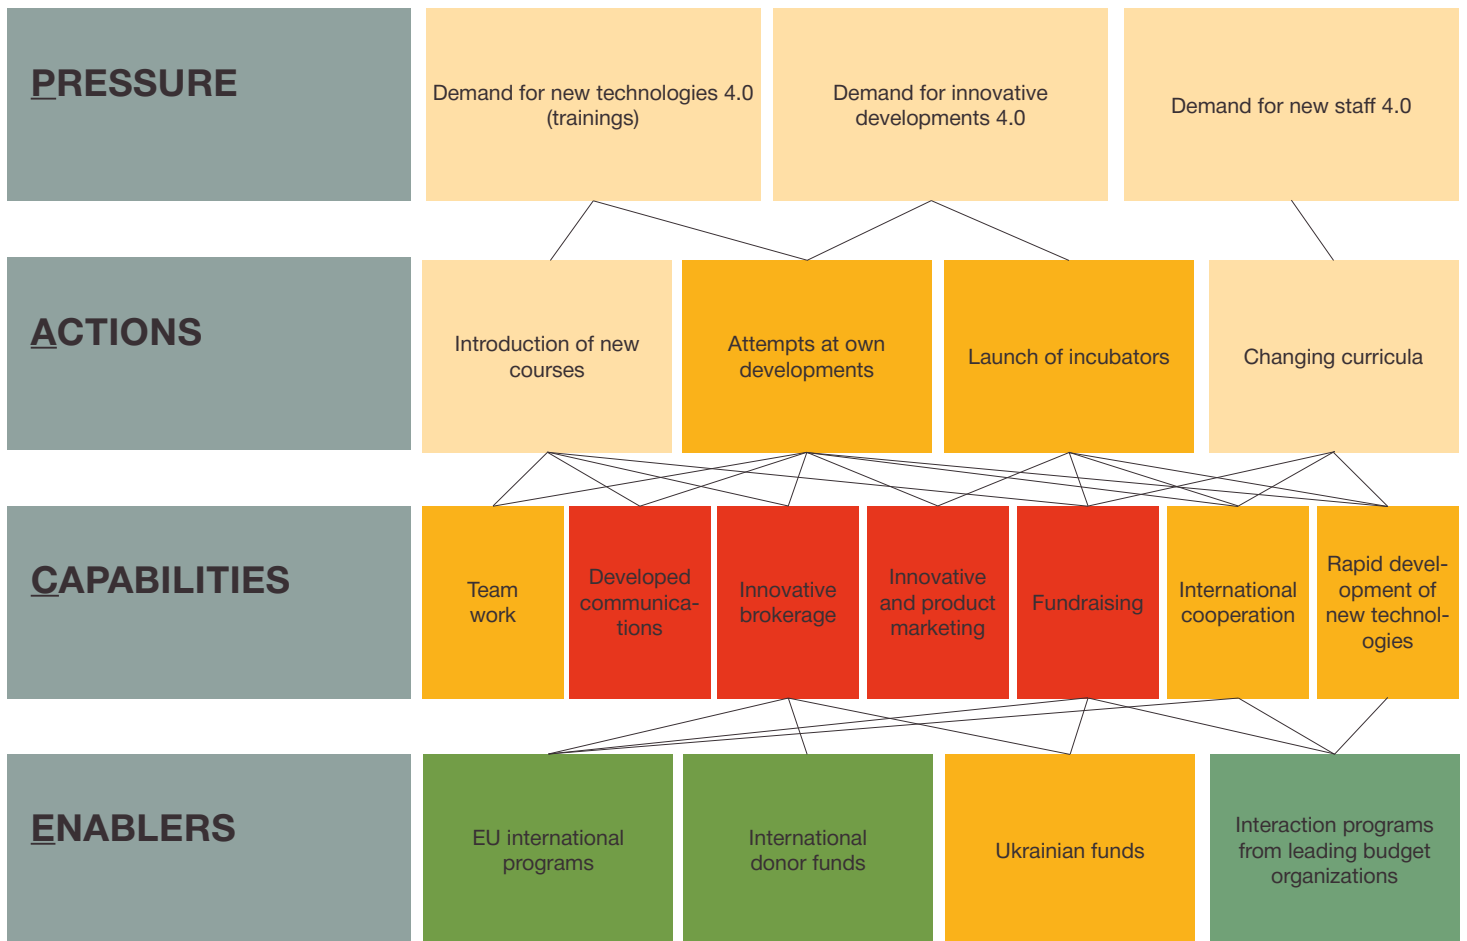 PRESSURE
Demand for new technologies 4.0
(trainings)
Demand for innovative
developments 4.0
Demand for new staff 4.0
ACTIONS
Introduction of new
courses
Attempts at own
developments
Launch of incubators
Changing curricula
CAPABILITIES
Team
work
Developed
communica-
tions
Innovative
brokerage
Innovative
and product
marketing
Fundraising
International
cooperation
Rapid devel-
opment of
new technol-
ogies
ENABLERS
EU international
programs
International
donor funds
Ukrainian funds
Interaction programs
from leading budget
organizations